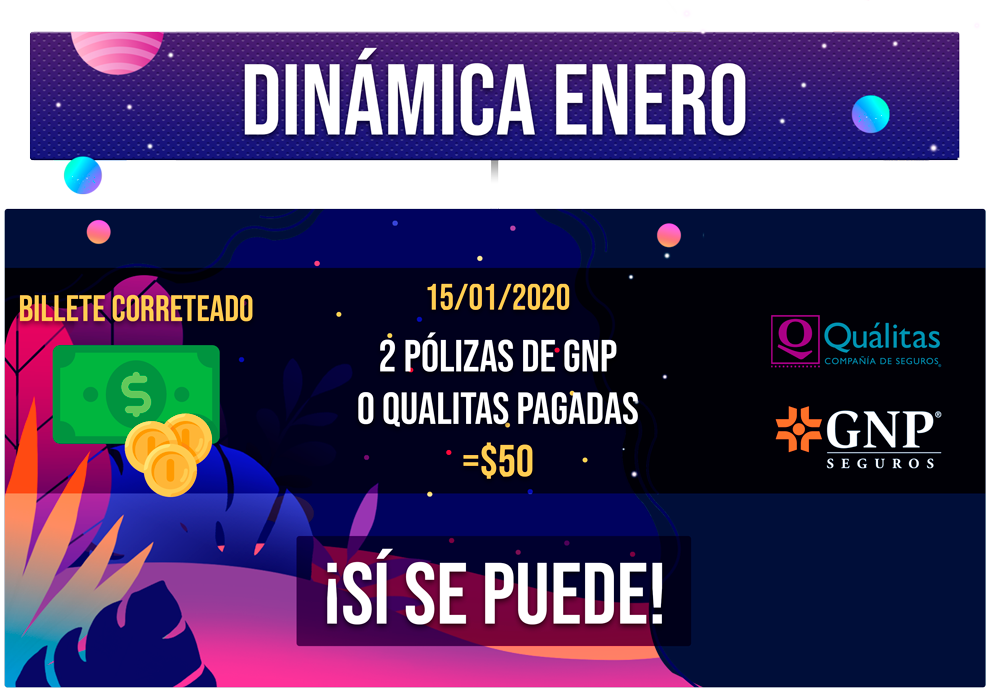 DINÁMICA ENERO
BILLETE CORRETEADO
15/01/2020
2 PÓLIZAS DE GNP
O QUALITAS PAGADAS
=$50
$
Q
Quálitas
COMPAÑÍA DE SEGUROS
GNP®
SEGUROS
¡SÍ SE PUEDE!